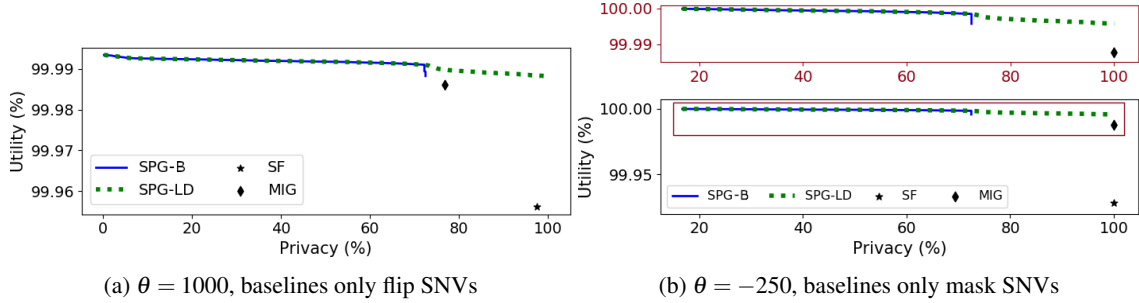 99.99
99.98
99.97
99.96
Utility (%)
SPG-B
SPG-LD
SF
MIG
0
20
40
60
80
100
Privacy (%)
(a) θ = 1000, baselines only flip SNVs
100.00
99.99
20
40
60
80
100
100.00
99.95
Utility (%)
SPG-B
SPG-LD
SF
MIG
20
40
60
80
100
Privacy (%)
(b) θ = −250, baselines only mask SNVs